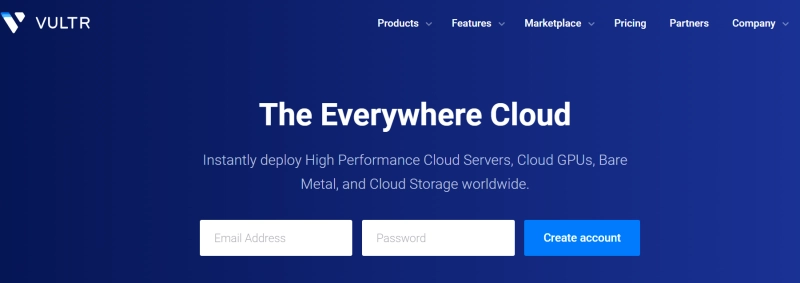 VULTR
Products Features Marketplace Pricing Partners Company
The Everywhere Cloud
Instantly deploy High Performance Cloud Servers, Cloud GPUs, Bare
Metal, and Cloud Storage worldwide.
Email Address Password Create account